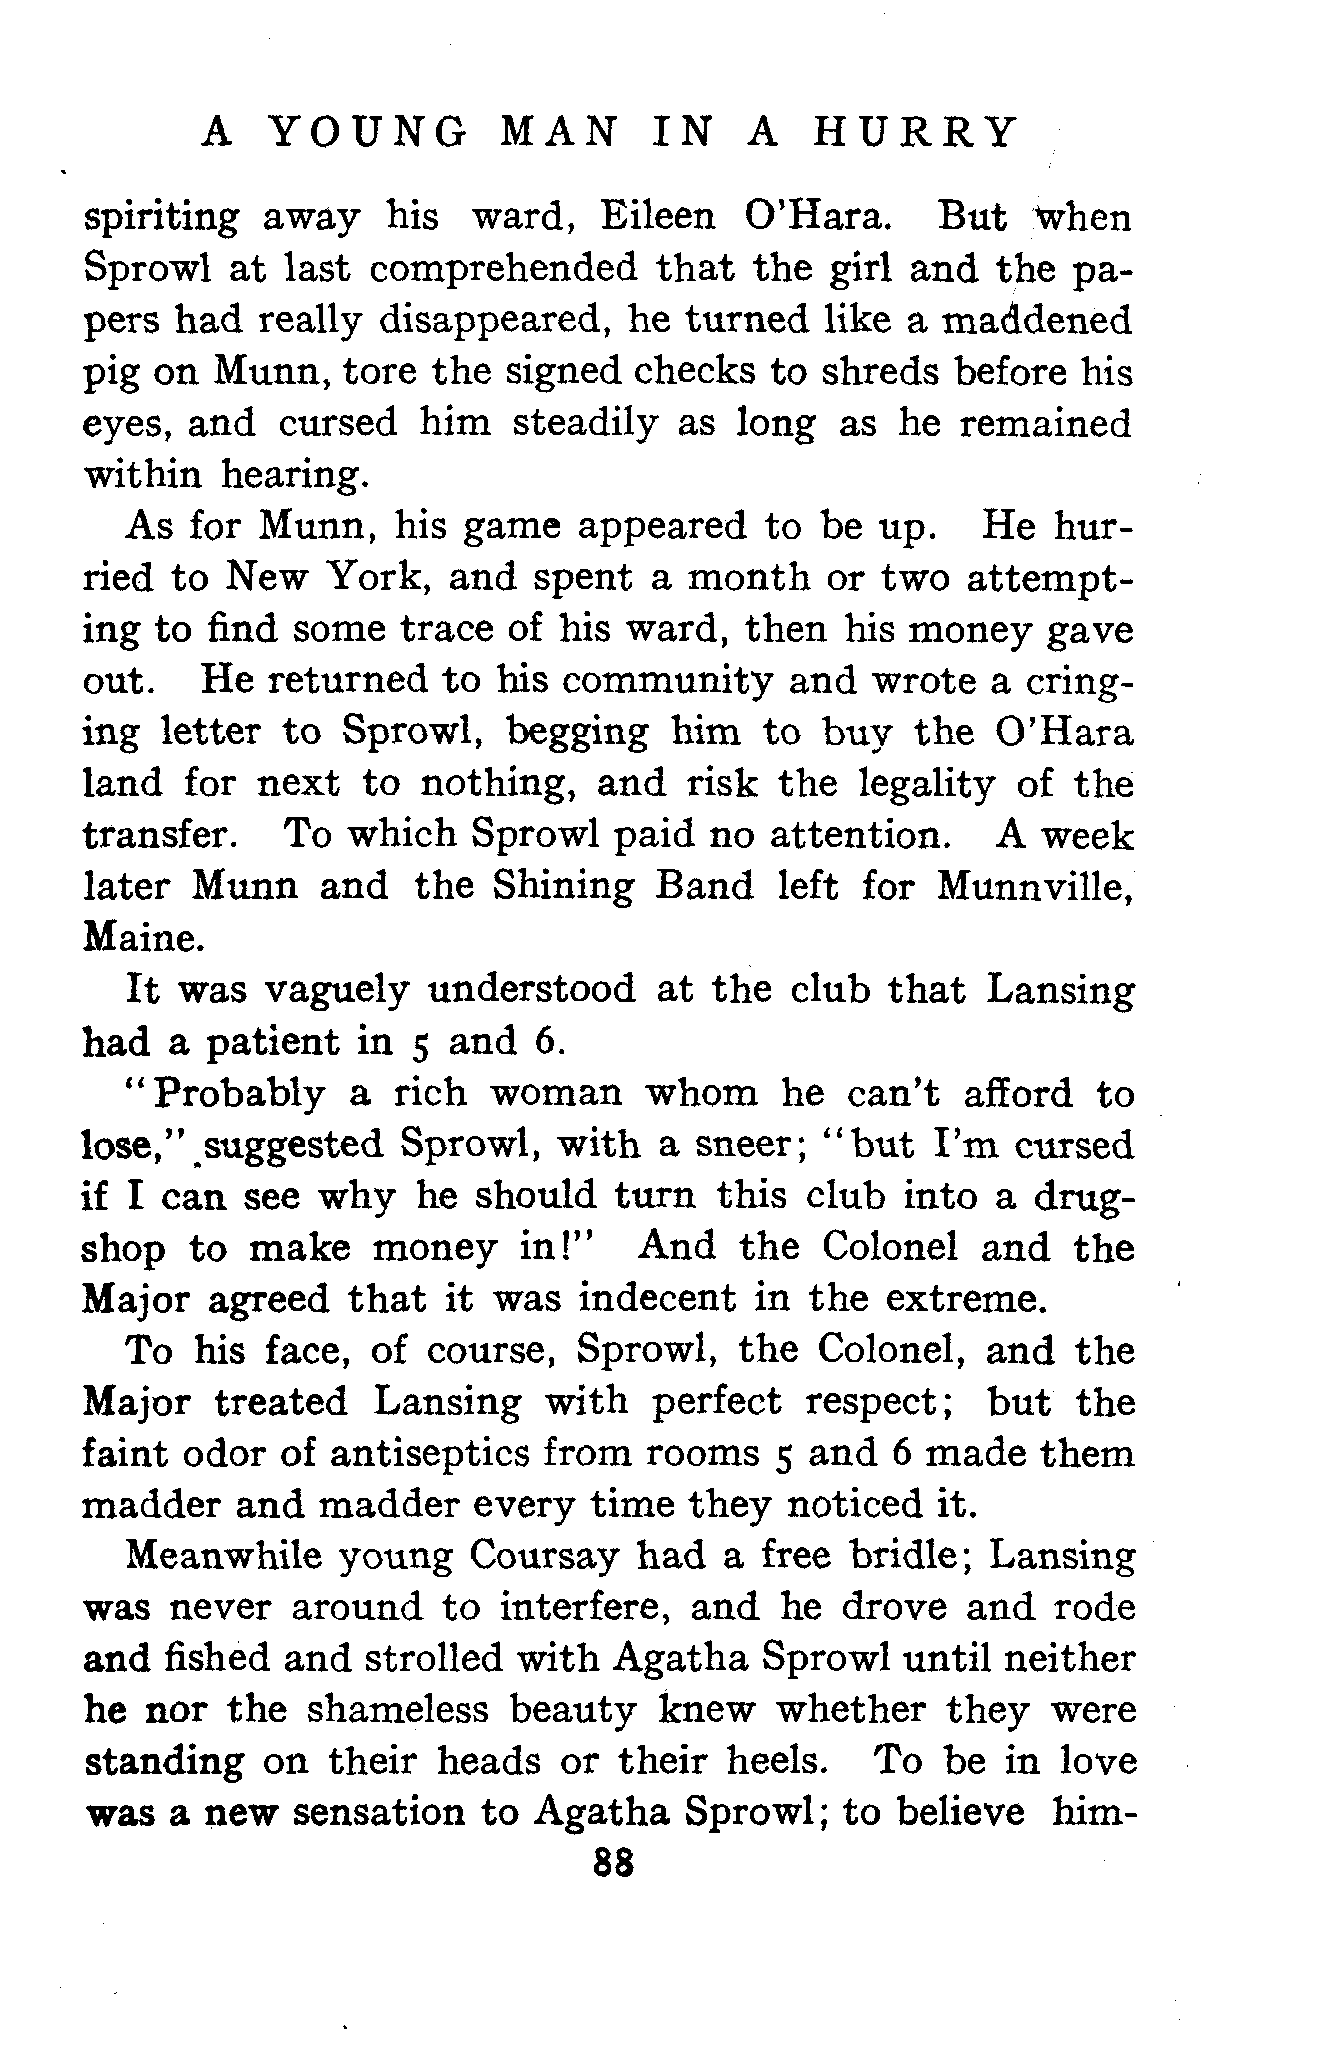 A YOUNG MAN IN A HURRY
spiriting away his ward, Eileen O'Hara. But when
Sprowl at last comprehended that the girl and the pa-
pers had really disappeared, he turned like a maddened
pig on Munn, tore the signed checks to shreds before his
eyes, and cursed him steadily as long as he remained
within hearing.
As for Munn, his game appeared to be up. He hur-
ried to New York, and spent a month or two attempt-
ing to find some trace of his ward, then his money gave
out. He returned to his community and wrote a cring-
ing letter to Sprowl, begging him to buy the O'Hara
land for next to nothing, and risk the legality of the
transfer. To which Sprowl paid no attention. A week
later Munn and the Shining Band left for Munnville,
Maine.
It was vaguely understood at the club that Lansing
had a patient in 5 and 6.
"Probably a rich woman whom he can't afford to
lose," suggested Sprowl, with a sneer; "but I'm cursed
if I can see why he should turn this club into a drug-
shop to make money in!" And the Colonel and the
Major agreed that it was indecent in the extreme.
To his face, of course, Sprowl, the Colonel, and the
Major treated Lansing with perfect respect; but the
faint odor of antiseptics from rooms 5 and 6 made them
madder and madder every time they noticed it.
Meanwhile young Coursay had a free bridle; Lansing
was never around to interfere, and he drove and rode
and fished and strolled with Agatha Sprowl until neither
he nor the shameless beauty knew whether they were
standing on their heads or their heels. To be in love
was a new sensation to Agatha Sprowl; to believe him-
88